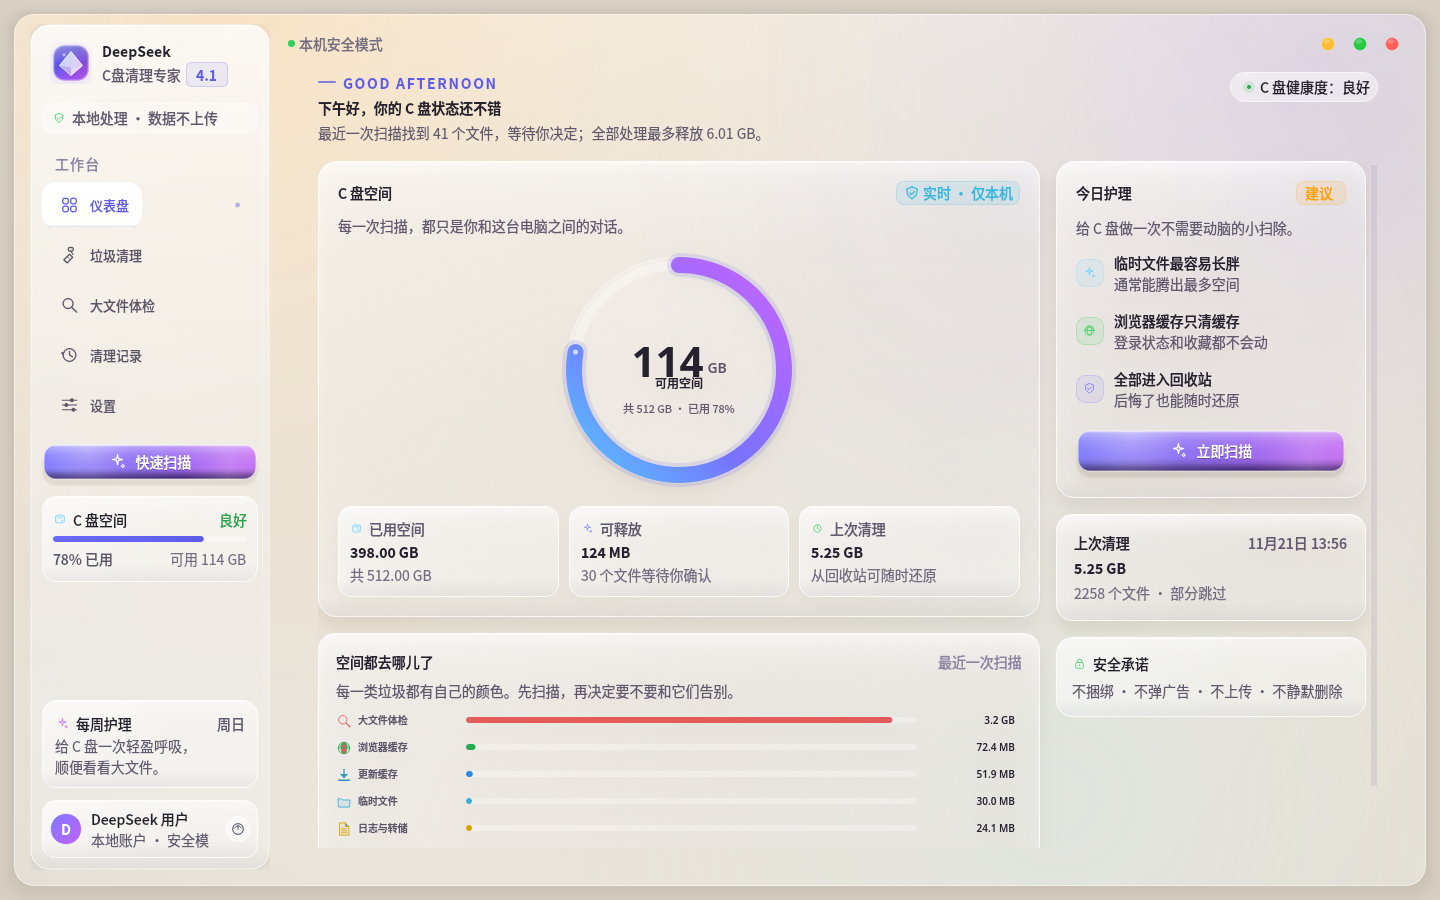 DeepSeek
C盘清理专家 4.1
本地处理 · 数据不上传
工作台
仪表盘
垃圾清理
大文件体检
清理记录
设置
快速扫描
C 盘空间 良好
78% 已用 可用 114 GB
每周护理 周日
给 C 盘一次轻盈呼吸，
顺便看看大文件。
D
DeepSeek 用户
本地账户 · 安全模
本机安全模式
GOOD AFTERNOON
下午好，你的 C 盘状态还不错
最近一次扫描找到 41 个文件，等待你决定；全部处理最多释放 6.01 GB。
C 盘健康度：良好
C 盘空间
实时 · 仅本机
每一次扫描，都只是你和这台电脑之间的对话。
114 GB
可用空间
共 512 GB · 已用 78%
已用空间
398.00 GB
共 512.00 GB
可释放
124 MB
30 个文件等待你确认
上次清理
5.25 GB
从回收站可随时还原
空间都去哪儿了 最近一次扫描
每一类垃圾都有自己的颜色。先扫描，再决定要不要和它们告别。
大文件体检 3.2 GB
浏览器缓存 72.4 MB
更新缓存 51.9 MB
临时文件 30.0 MB
日志与转储 24.1 MB
今日护理 建议
给 C 盘做一次不需要动脑的小扫除。
临时文件最容易长胖
通常能腾出最多空间
浏览器缓存只清缓存
登录状态和收藏都不会动
全部进入回收站
后悔了也能随时还原
立即扫描
上次清理 11月21日 13:56
5.25 GB
2258 个文件 · 部分跳过
安全承诺
不捆绑 · 不弹广告 · 不上传 · 不静默删除